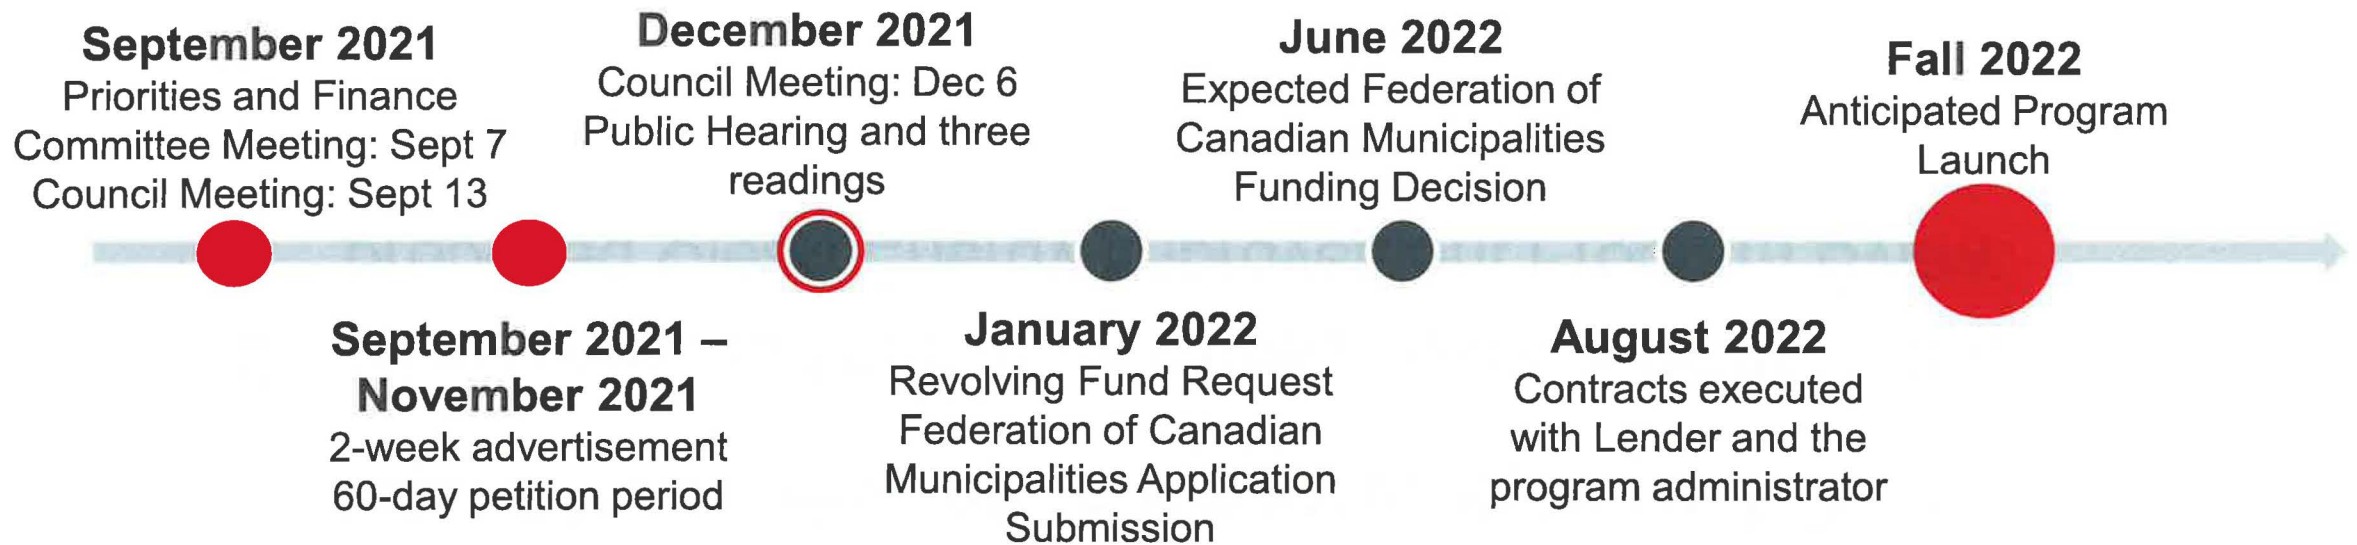 September 2021
Priorities and Finance
Committee Meeting: Sept 7
Council Meeting: Sept 13
September 2021 –
November 2021
2-week advertisement
60-day petition period
December 2021
Council Meeting: Dec 6
Public Hearing and three
readings
January 2022
Revolving Fund Request
Federation of Canadian
Municipalities Application
Submission
June 2022
Expected Federation of
Canadian Municipalities
Funding Decision
August 2022
Contracts executed
with Lender and the
program administrator
Fall 2022
Anticipated Program
Launch